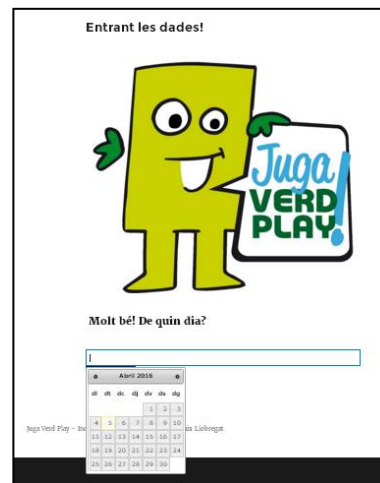 Entrant les dades!
Juga
VERD
PLAY!
Molt bé! De quin dia?
Abril 2016
dl dt dc dj dv ds dg
1 2 3
4 5 6 7 8 9 10
11 12 13 14 15 16 17
18 19 20 21 22 23 24
25 26 27 28 29 30
Juga Verd Play - Llobregat